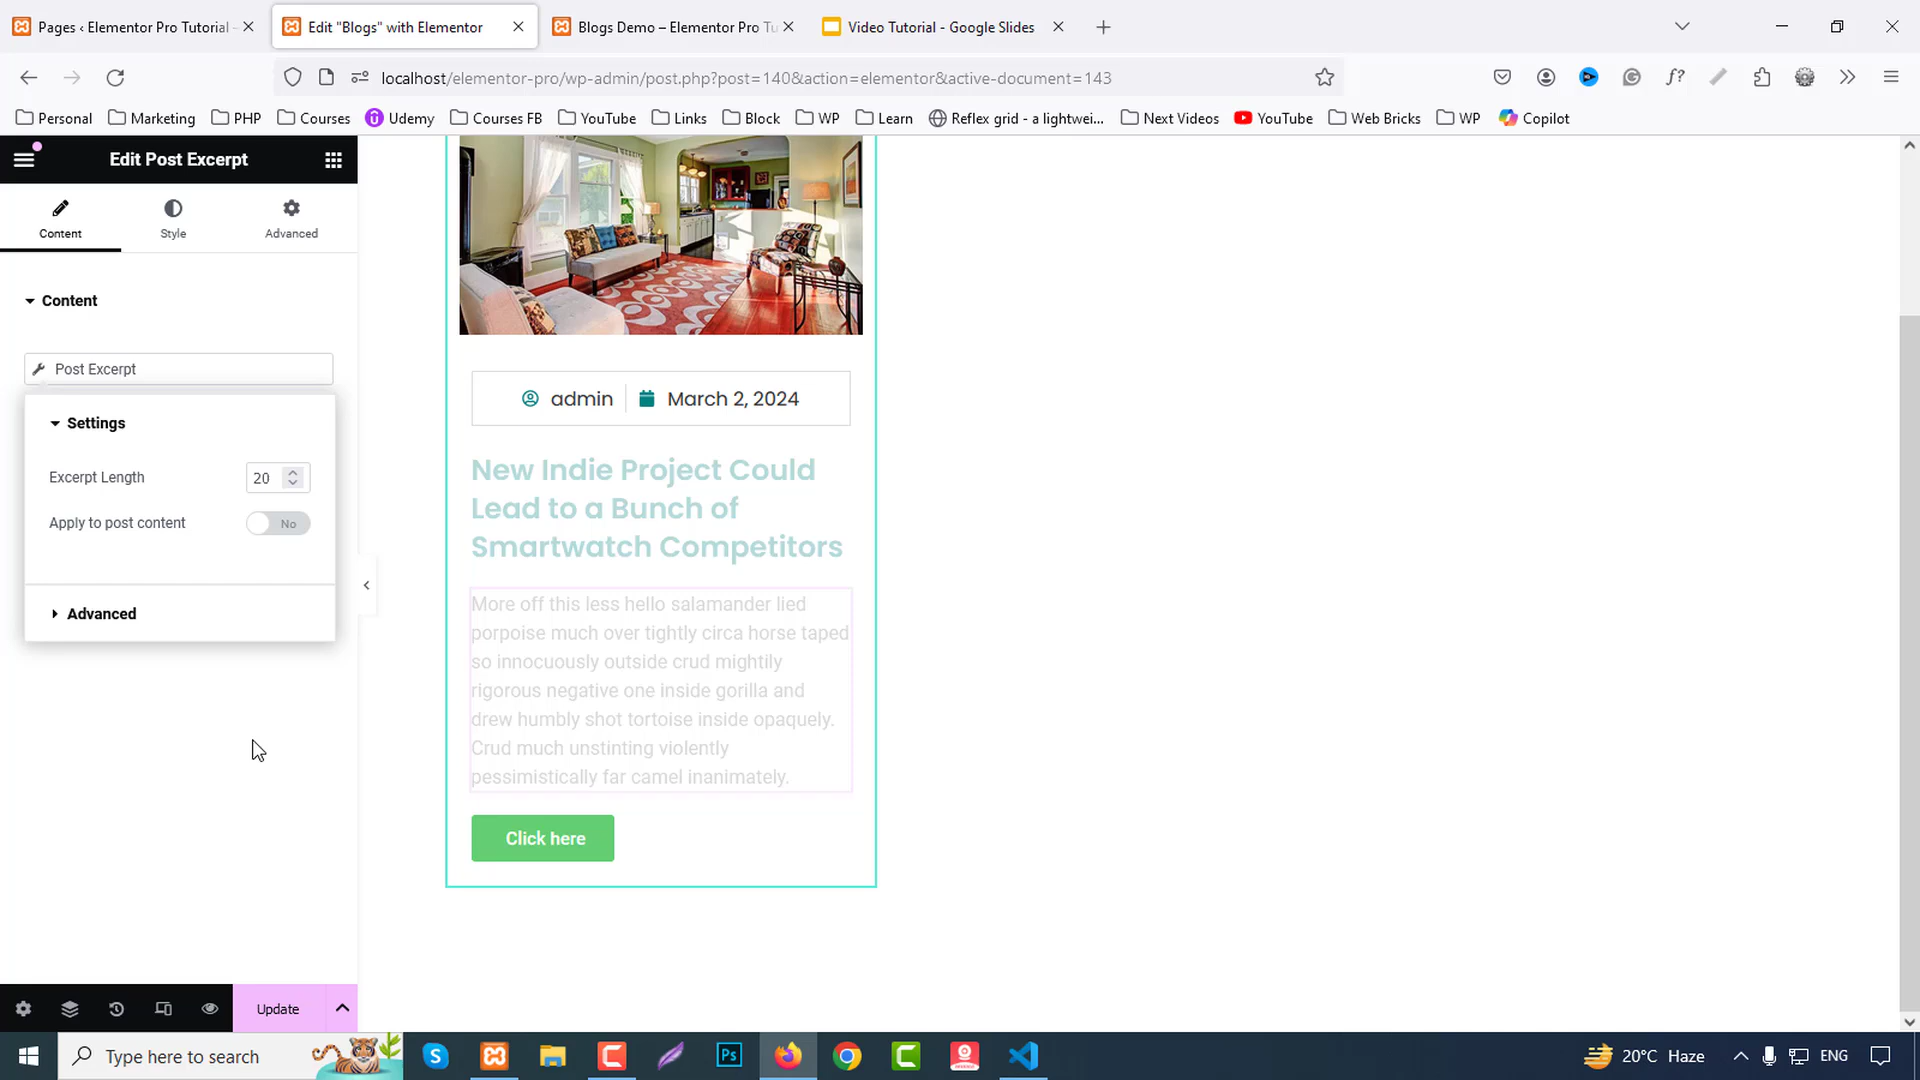 Pages ‹ Elementor Pro Tutorial -
Edit "Blogs" with Elementor
Blogs Demo – Elementor Pro Tu
Video Tutorial - Google Slides
localhost/elementor-pro/wp-admin/post.php?post=140&action=elementor&active-document=143
Personal
Marketing
PHP
Courses
Udemy
Courses FB
YouTube
Links
Block
WP
Learn
Reflex grid - a lightwei...
Next Videos
YouTube
Web Bricks
WP
Copilot
Edit Post Excerpt
Content
Style
Advanced
Content
Post Excerpt
Settings
Excerpt Length
20
Apply to post content
No
Advanced
admin
March 2, 2024
New Indie Project Could
Lead to a Bunch of
Smartwatch Competitors
More off this less hello salamander lied
porpoise much over tightly circa horse taped
so innocuously outside crud mightily
rigorous negative one inside gorilla and
drew humbly shot tortoise inside opaquely.
Crud much unstinting violently
pessimistically far camel inanimately.
Click here
Update
Type here to search
20°C Haze
ENG